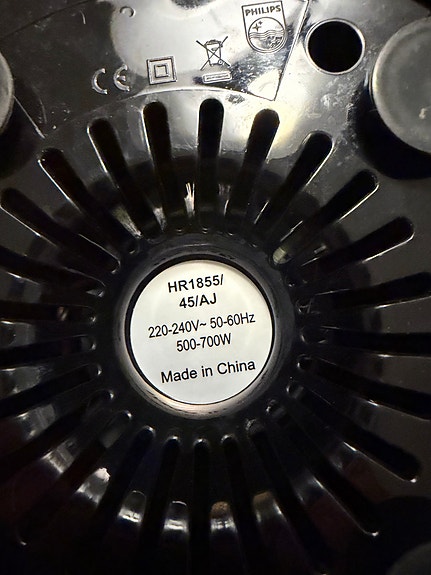 PHILIPS
CE
HR1855/
45/AJ
220-240V~ 50-60Hz
500-700W
Made in China